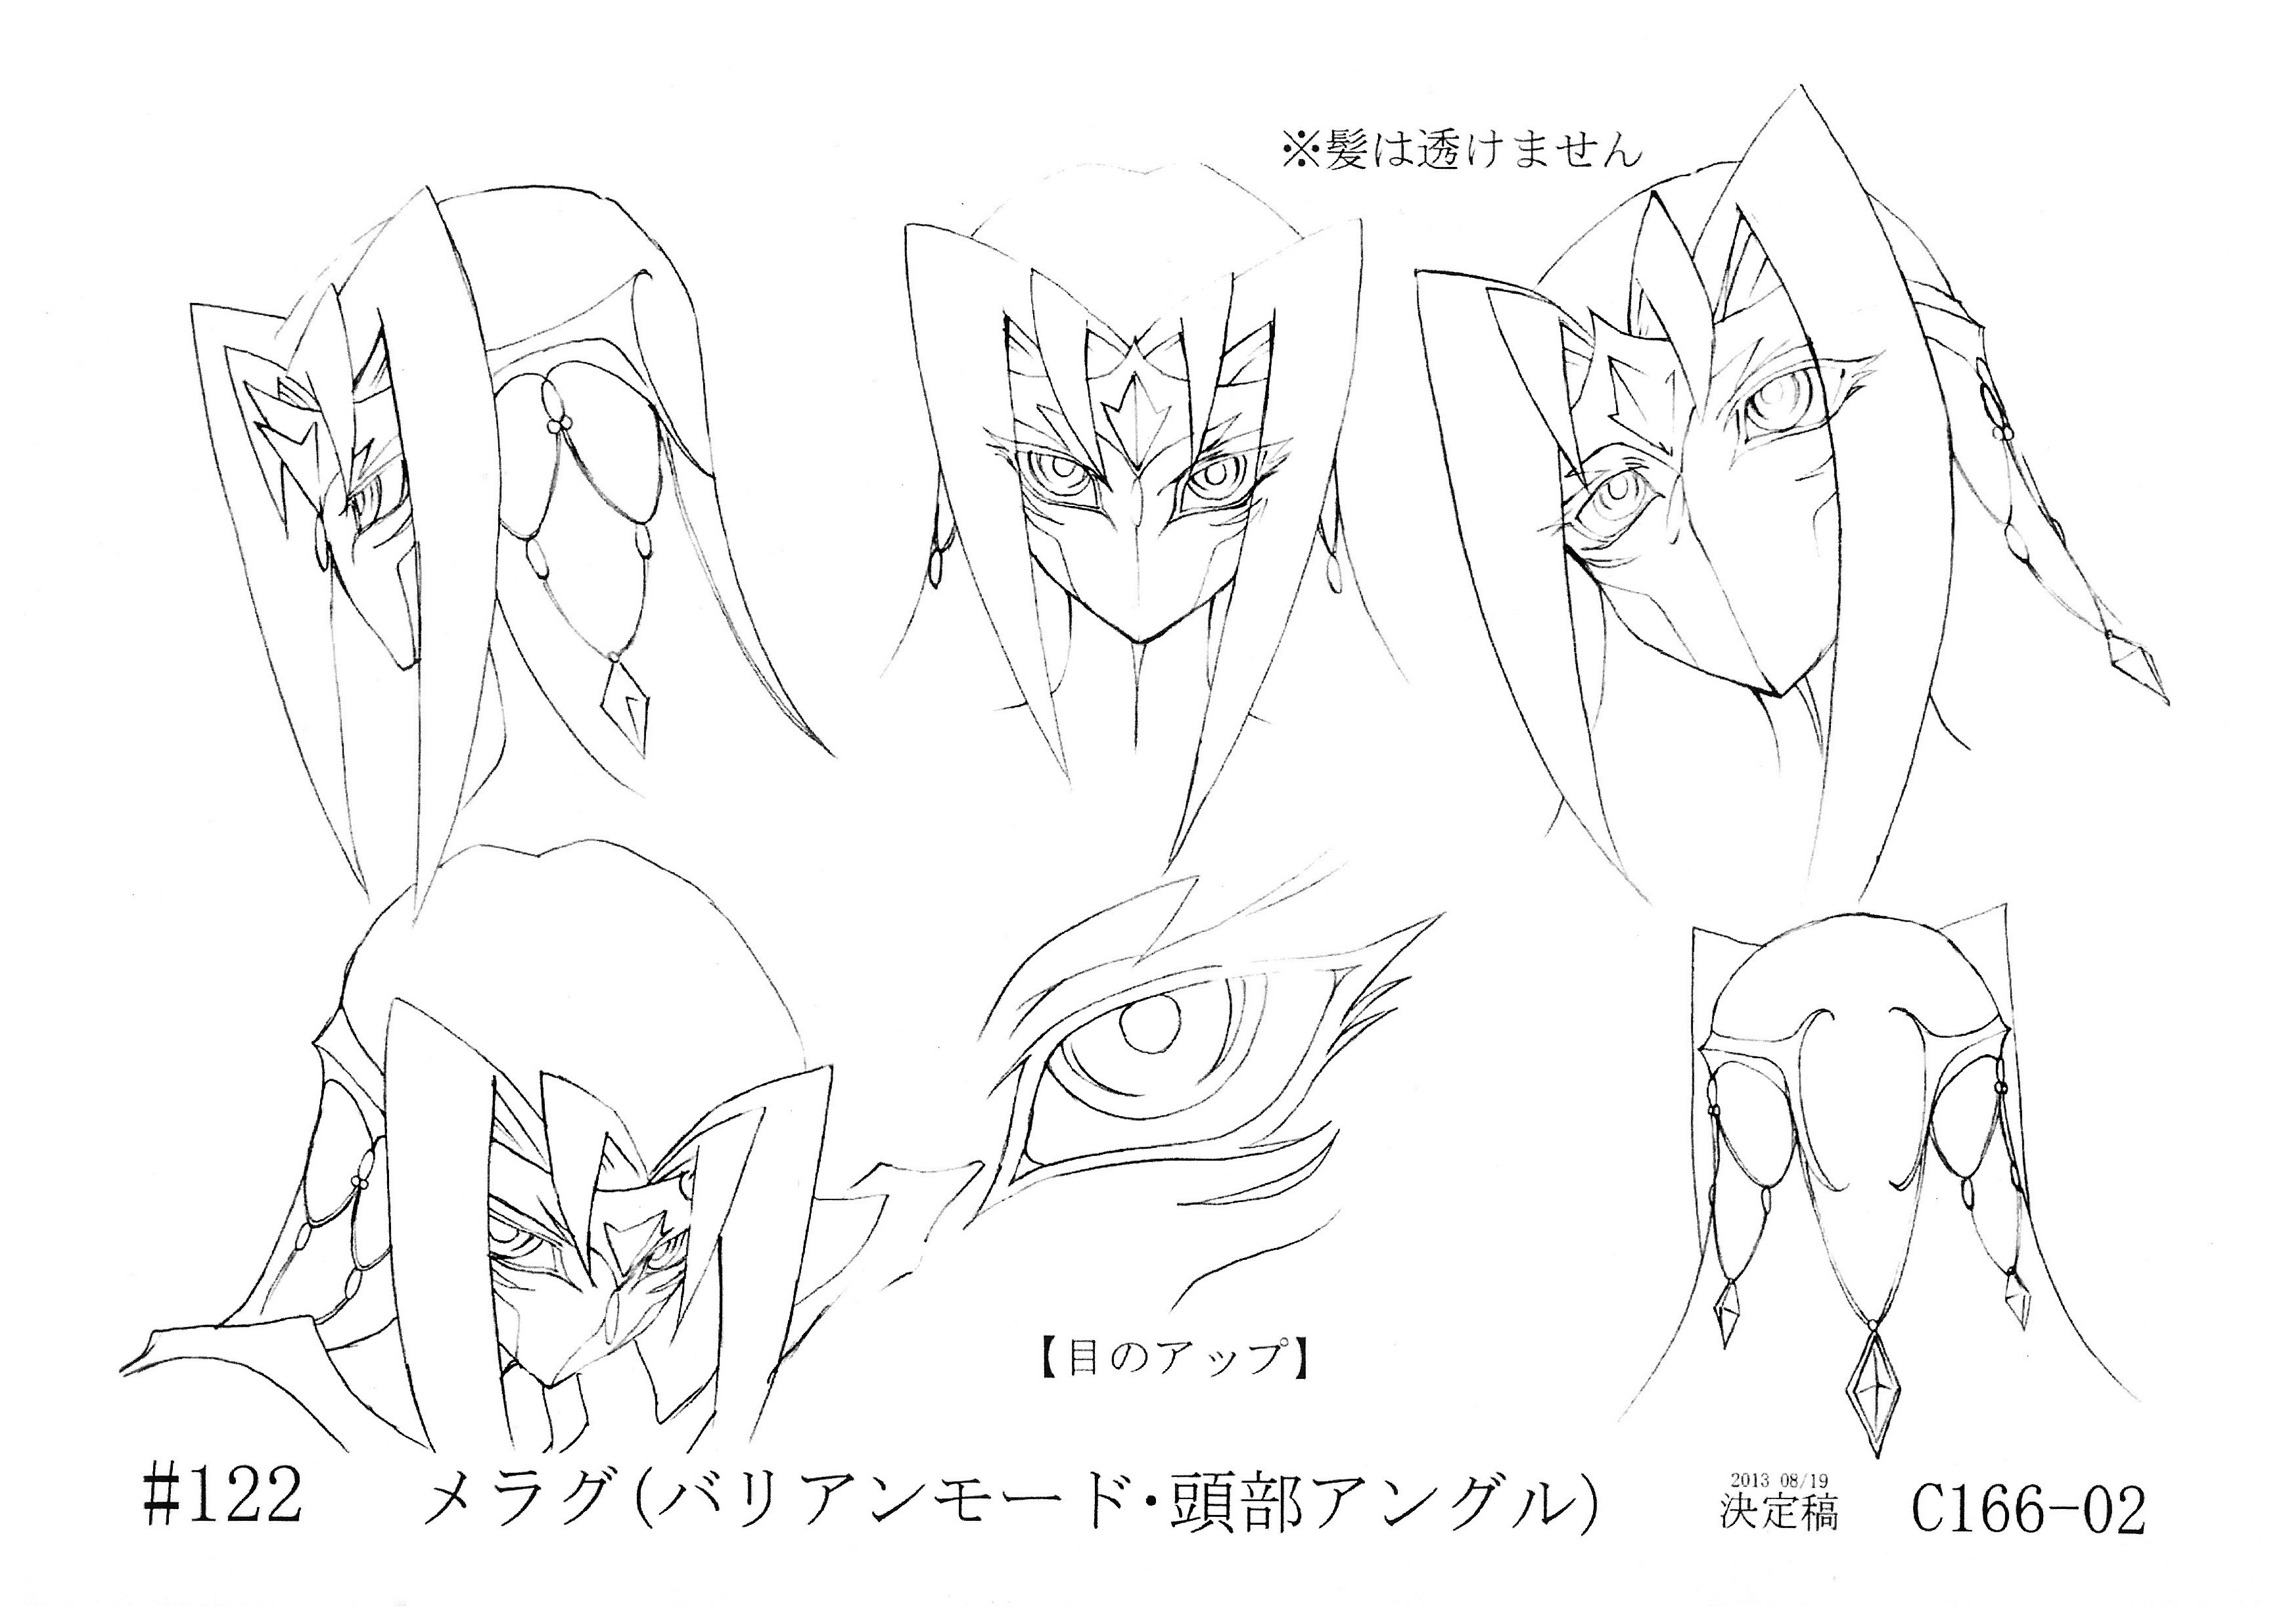 ※髪は透けません
【目のアップ】
#122 メラグ(バリアンモード・頭部アングル)
2013 08/19
決定稿
C166-02